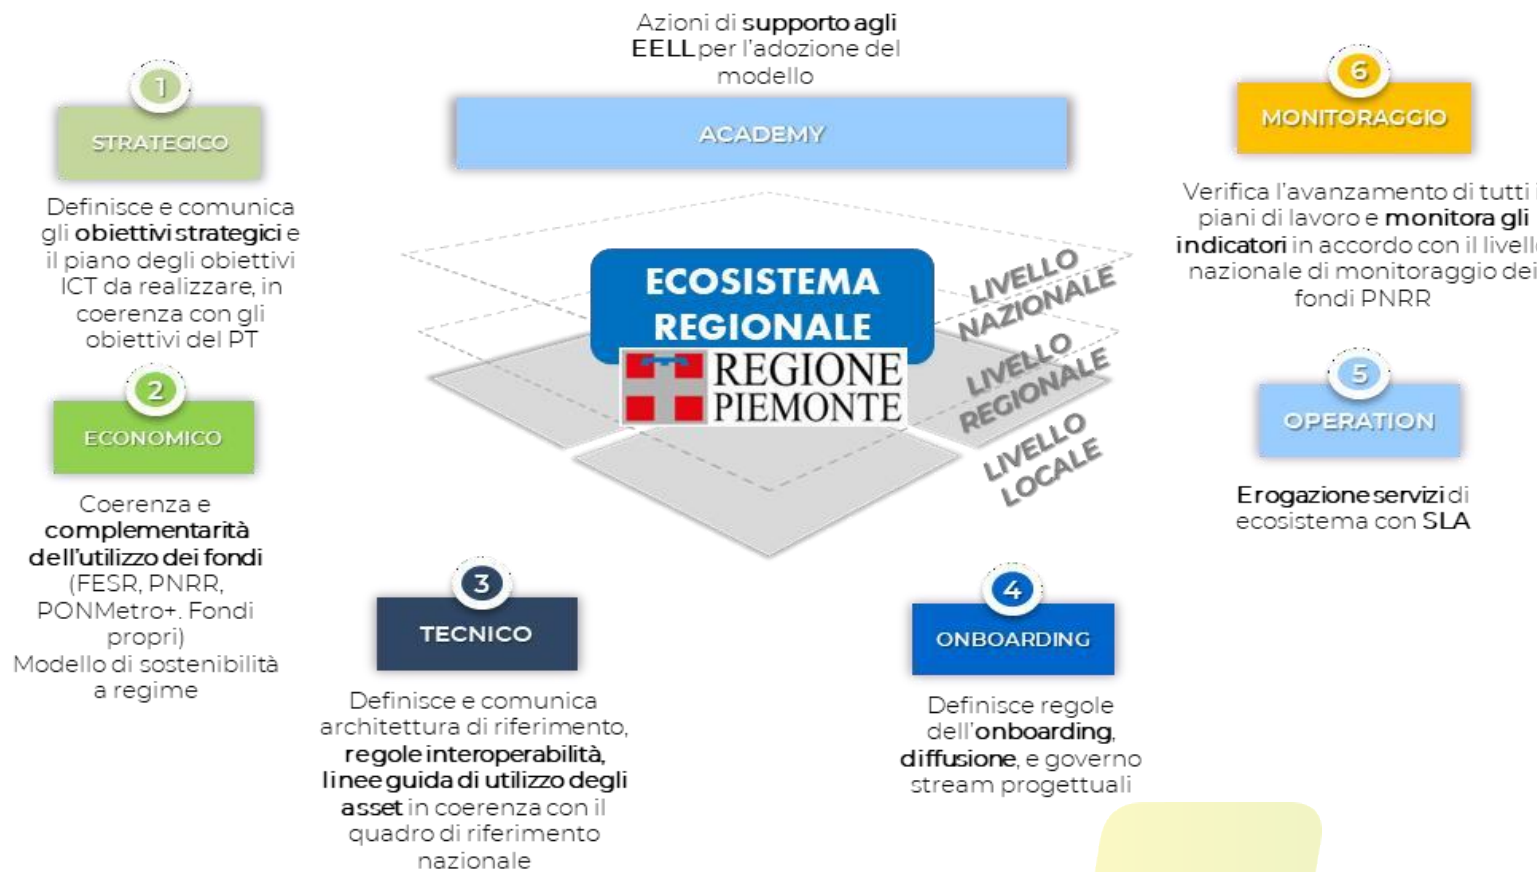 Azioni di supporto agli
EELL per l'adozione del
modello
ACADEMY
1
STRATEGICO
Definisce e comunica
gli obiettivi strategici e
il piano degli obiettivi
ICT da realizzare, in
coerenza con gli
obiettivi del PT
2
ECONOMICO
Coerenza e
complementarità
dell'utilizzo dei fondi
(FESR, PNRR,
PONMetro+. Fondi
propri)
Modello di sostenibilità
a regime
ECOSISTEMA
REGIONALE
REGIONE
PIEMONTE
LIVELLO
NAZIONALE
LIVELLO
REGIONALE
LIVELLO
LOCALE
3
TECNICO
Definisce e comunica
architettura di riferimento,
regole interoperabilità,
linee guida di utilizzo degli
asset in coerenza con il
quadro di riferimento
nazionale
4
ONBOARDING
Definisce regole
dell'onboarding,
diffusione, e governo
stream progettuali
5
OPERATION
Erogazione servizi di
ecosistema con SLA
6
MONITORAGGIO
Verifica l'avanzamento di tutti i
piani di lavoro e monitora gli
indicatori in accordo con il livello
nazionale di monitoraggio dei
fondi PNRR